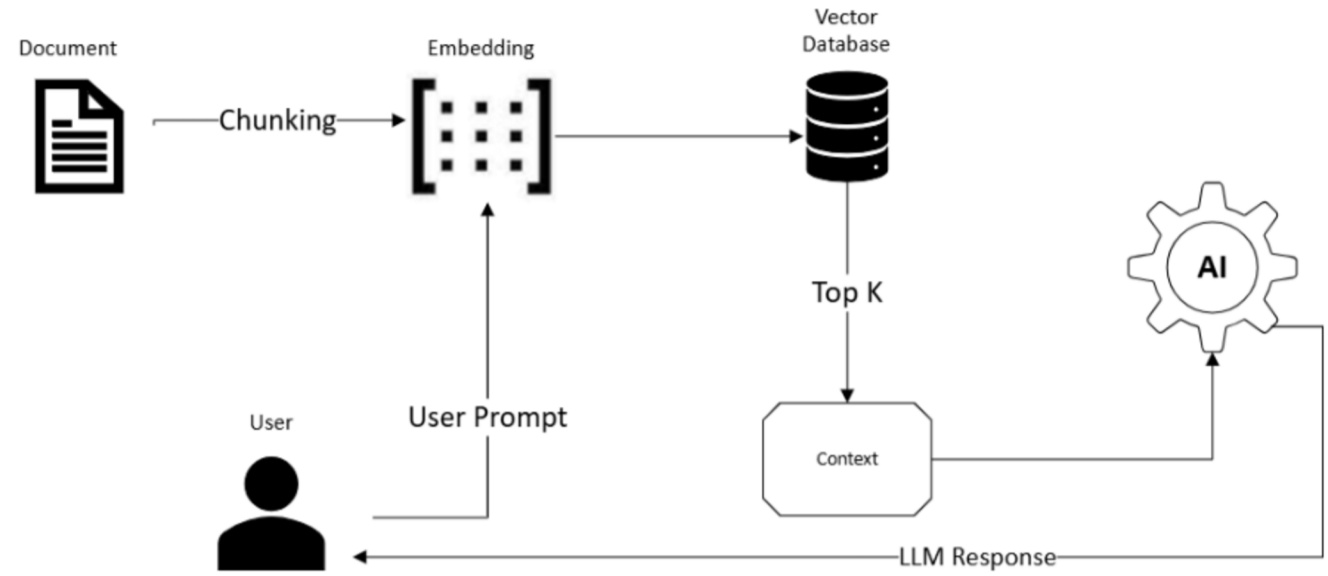 Document
Embedding
Vector
Database
Chunking
AI
Top K
User Prompt
User
Context
LLM Response